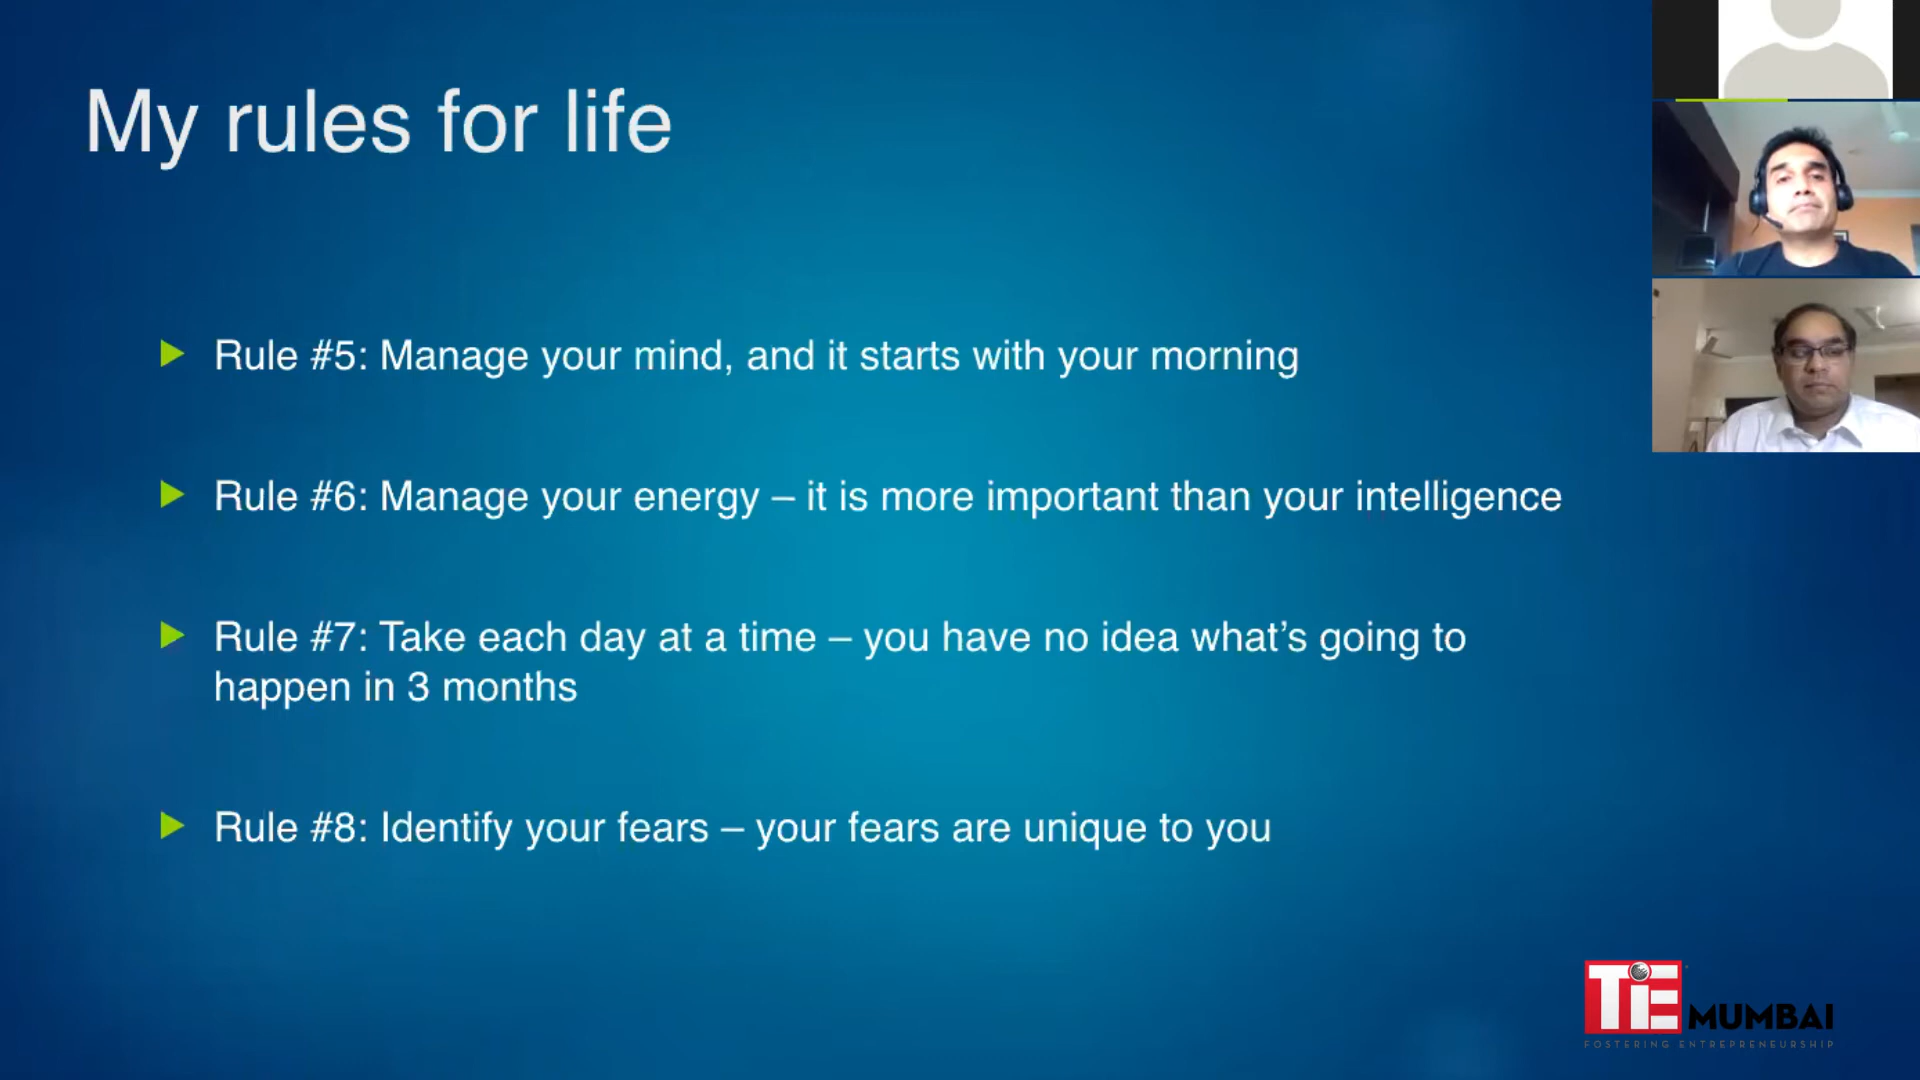 My rules for life
Rule #5: Manage your mind, and it starts with your morning
Rule #6: Manage your energy – it is more important than your intelligence
Rule #7: Take each day at a time – you have no idea what’s going to
happen in 3 months
Rule #8: Identify your fears – your fears are unique to you
TiE MUMBAI
FOSTERING ENTREPRENEURSHIP